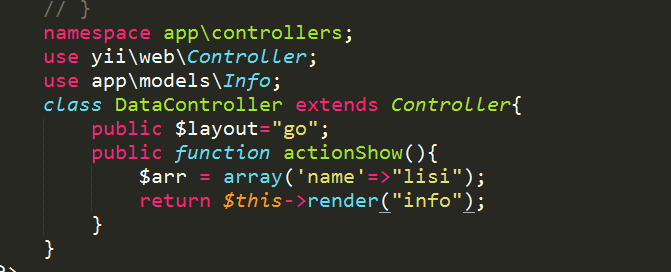 // }
namespace app\controllers;
use yii\web\Controller;
use app\models\Info;
class DataController extends Controller{
public $layout="go";
public function actionShow(){
$arr = array('name'=>"lisi");
return $this->render("info");
}
}